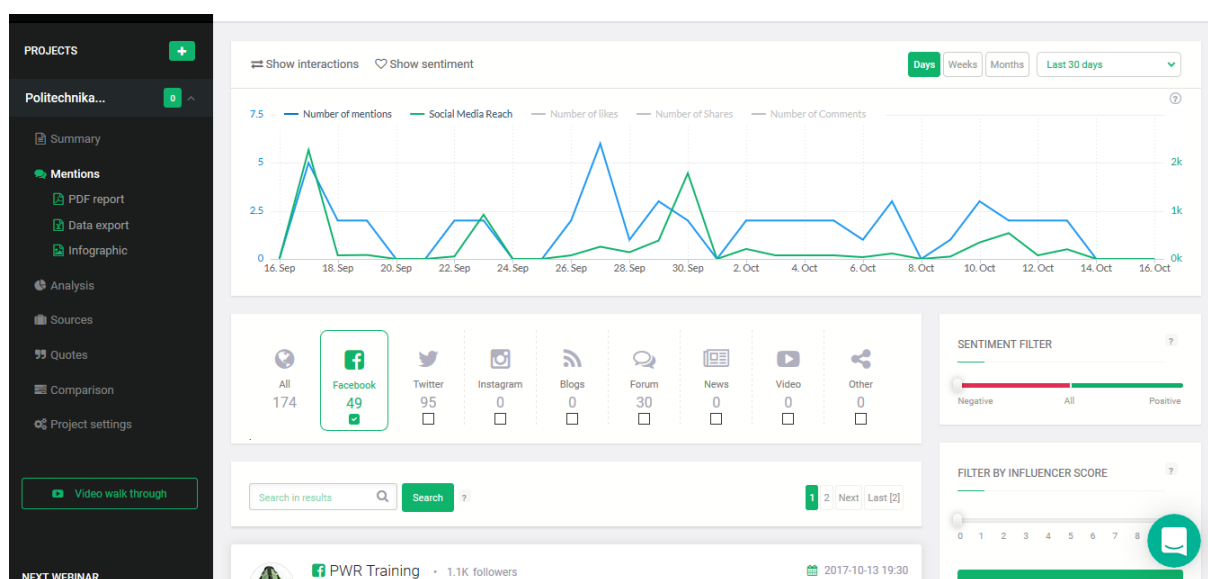 PROJECTS
+
Politechnika...
0
Summary
Mentions
PDF report
Data export
Infographic
Analysis
Sources
Quotes
Comparison
Project settings
Video walk through
NEXT WEBINAR
Show interactions Show sentiment
Days Weeks Months Last 30 days
?
7.5 Number of mentions Social Media Reach Number of likes Number of Shares Number of Comments
5 2k
2.5 1k
0 0k
16. Sep 18. Sep 20. Sep 22. Sep 24. Sep 26. Sep 28. Sep 30. Sep 2. Oct 4. Oct 6. Oct 8. Oct 10. Oct 12. Oct 14. Oct 16. Oct
All Facebook Twitter Instagram Blogs Forum News Video Other
174 49 95 0 0 30 0 0 0
SENTIMENT FILTER ?
Negative All Positive
Search in results Search ? 1 2 Next Last [2]
FILTER BY INFLUENCER SCORE ?
0 1 2 3 4 5 6 7 8
PWR Training • 1.1K followers 2017-10-13 19:30